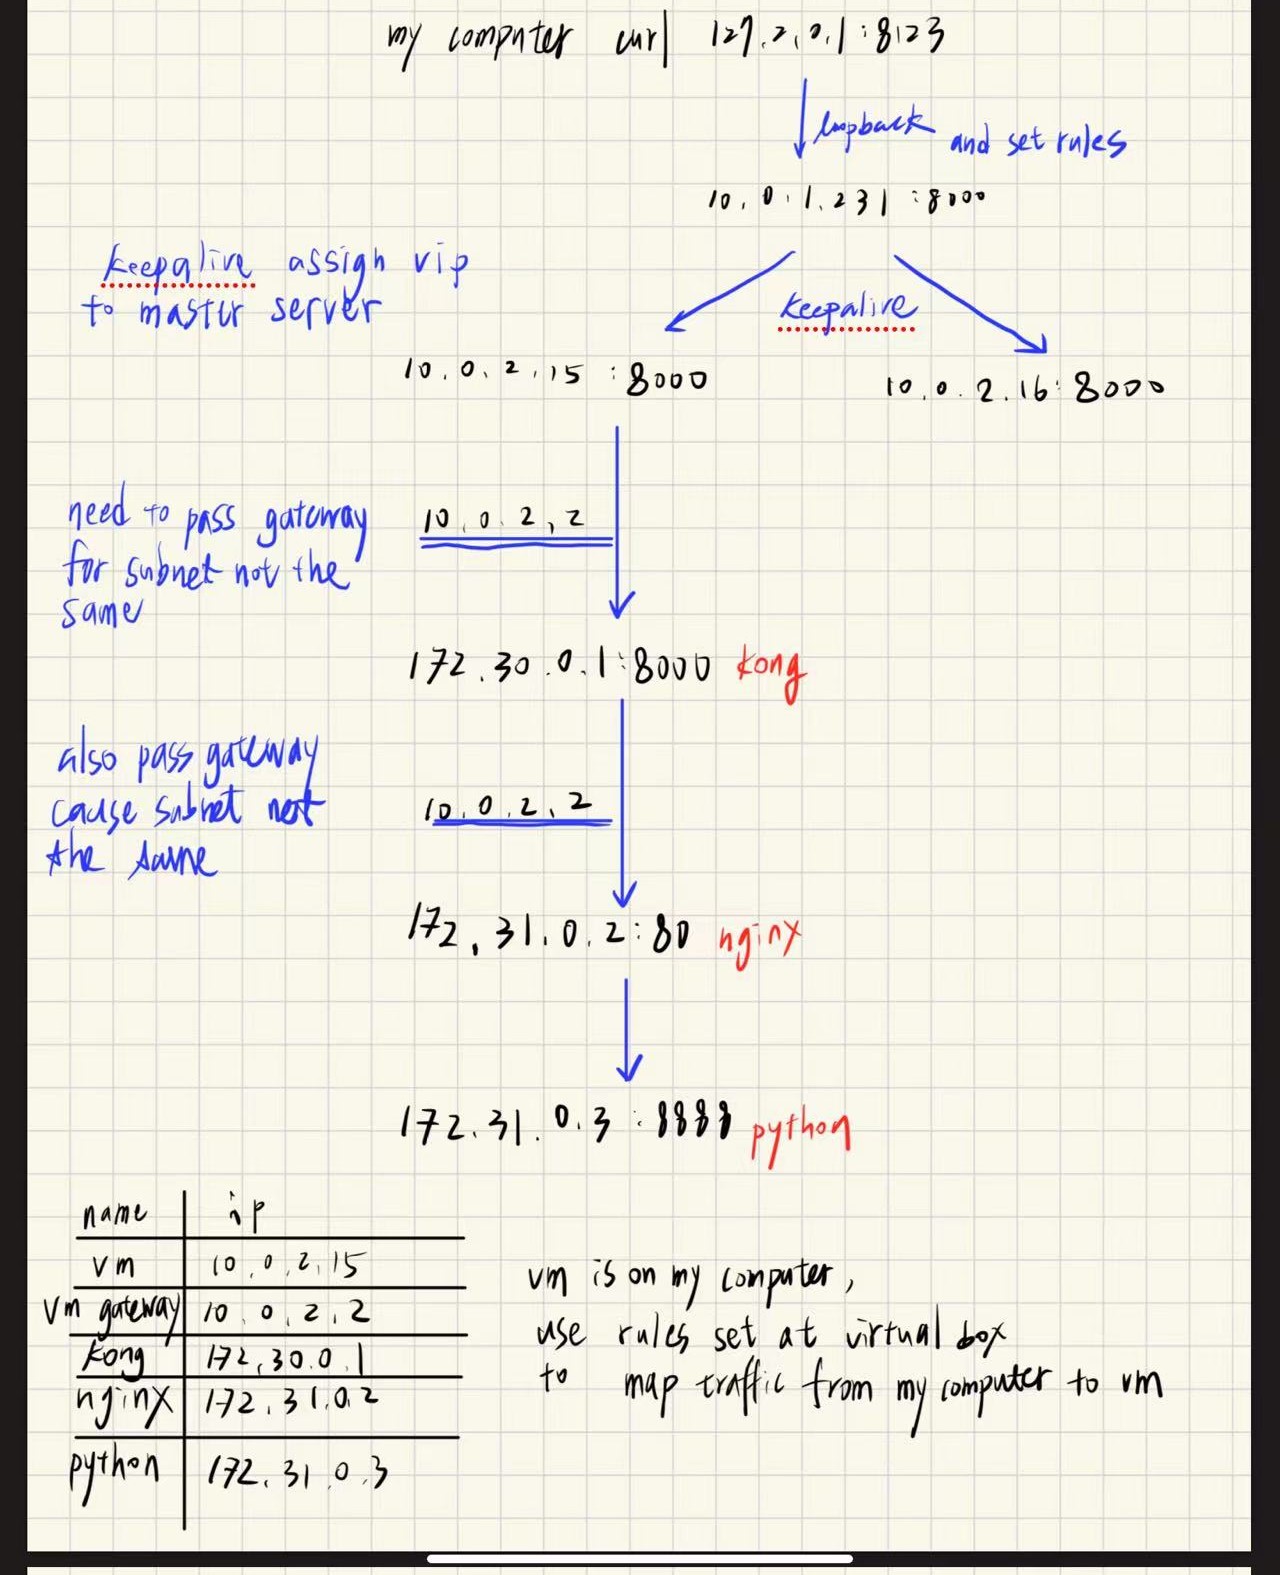 my computer curl 127.2.0.1:8123
loopback and set rules
10.0.1.231:8000
keepalive assign vip
to master server
keepalive
10.0.2.15:8000
10.0.2.16:8000
need to pass gateway
for subnet not the
same
10.0.2.2
172.30.0.1:8000 kong
also pass gateway
cause subnet not
the same
10.0.2.2
172.31.0.2:80 nginx
172.31.0.3:8888 python
name ip
vm 10.0.2.15
vm gateway 10.0.2.2
kong 172.30.0.1
nginx 172.31.0.2
python 172.31.0.3
vm is on my computer,
use rules set at virtual box
to map traffic from my computer to vm